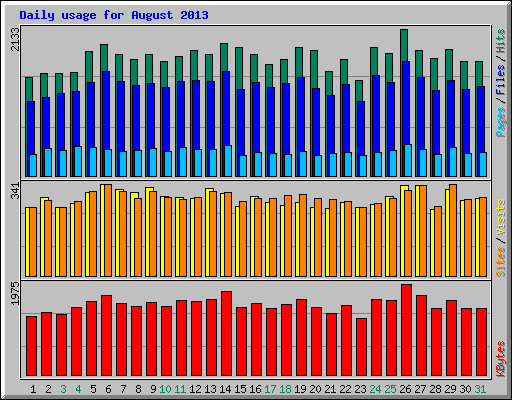 Daily usage for August 2013
2133
Pages / Files / Hits
341
Sites / Visits
1975
KBytes
1 2 3 4 5 6 7 8 9 10 11 12 13 14 15 16 17 18 19 20 21 22 23 24 25 26 27 28 29 30 31